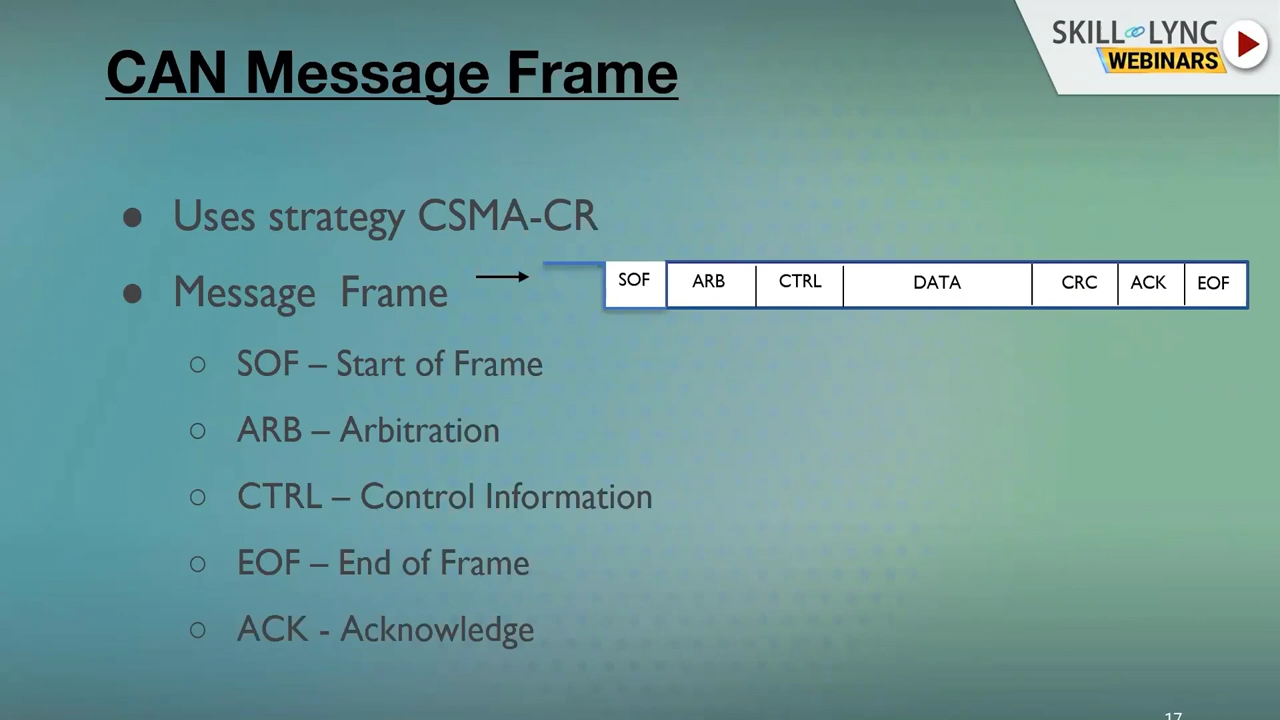 CAN Message Frame
SKILL LYNC
WEBINARS
● Uses strategy CSMA-CR
● Message Frame
SOF ARB CTRL DATA CRC ACK EOF
○ SOF – Start of Frame
○ ARB – Arbitration
○ CTRL – Control Information
○ EOF – End of Frame
○ ACK - Acknowledge
17